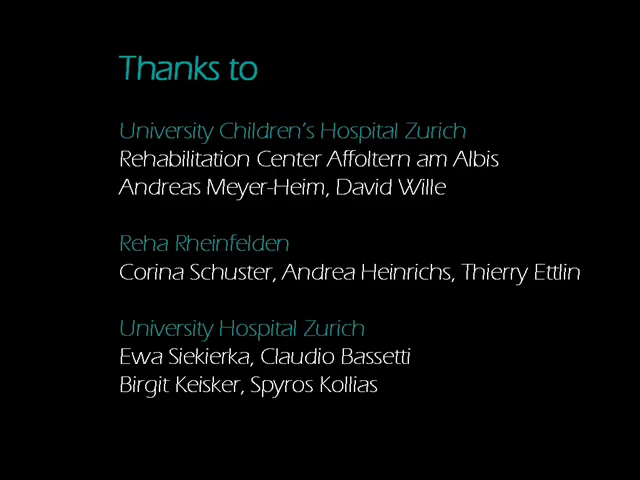 Thanks to
University Children's Hospital Zurich
Rehabilitation Center Affoltern am Albis
Andreas Meyer-Heim, David Wille
Reha Rheinfelden
Corina Schuster, Andrea Heinrichs, Thierry Ettlin
University Hospital Zurich
Ewa Siekierka, Claudio Bassetti
Birgit Keisker, Spyros Kollias